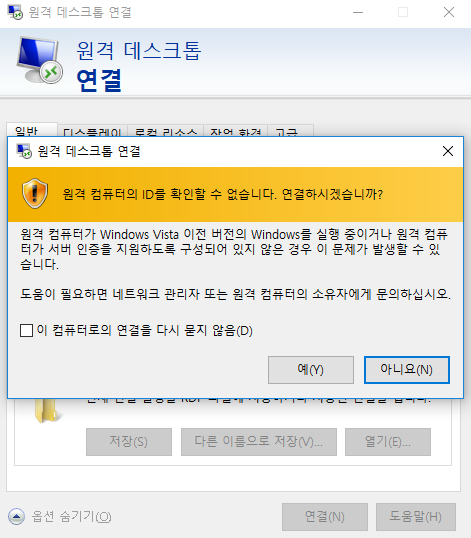 원격 데스크톱 연결
원격 데스크톱
연결
일반 디스플레이 로컬 리소스 작업 환경 고급
원격 데스크톱 연결
원격 컴퓨터의 ID를 확인할 수 없습니다. 연결하시겠습니까?
원격 컴퓨터가 Windows Vista 이전 버전의 Windows를 실행 중이거나 원격 컴퓨
터가 서버 인증을 지원하도록 구성되어 있지 않은 경우 이 문제가 발생할 수 있
습니다.
도움이 필요하면 네트워크 관리자 또는 원격 컴퓨터의 소유자에게 문의하십시오.
이 컴퓨터로의 연결을 다시 묻지 않음(D)
예(Y) 아니요(N)
저장(S) 다른 이름으로 저장(V)... 열기(E)...
옵션 숨기기(O) 연결(N) 도움말(H)